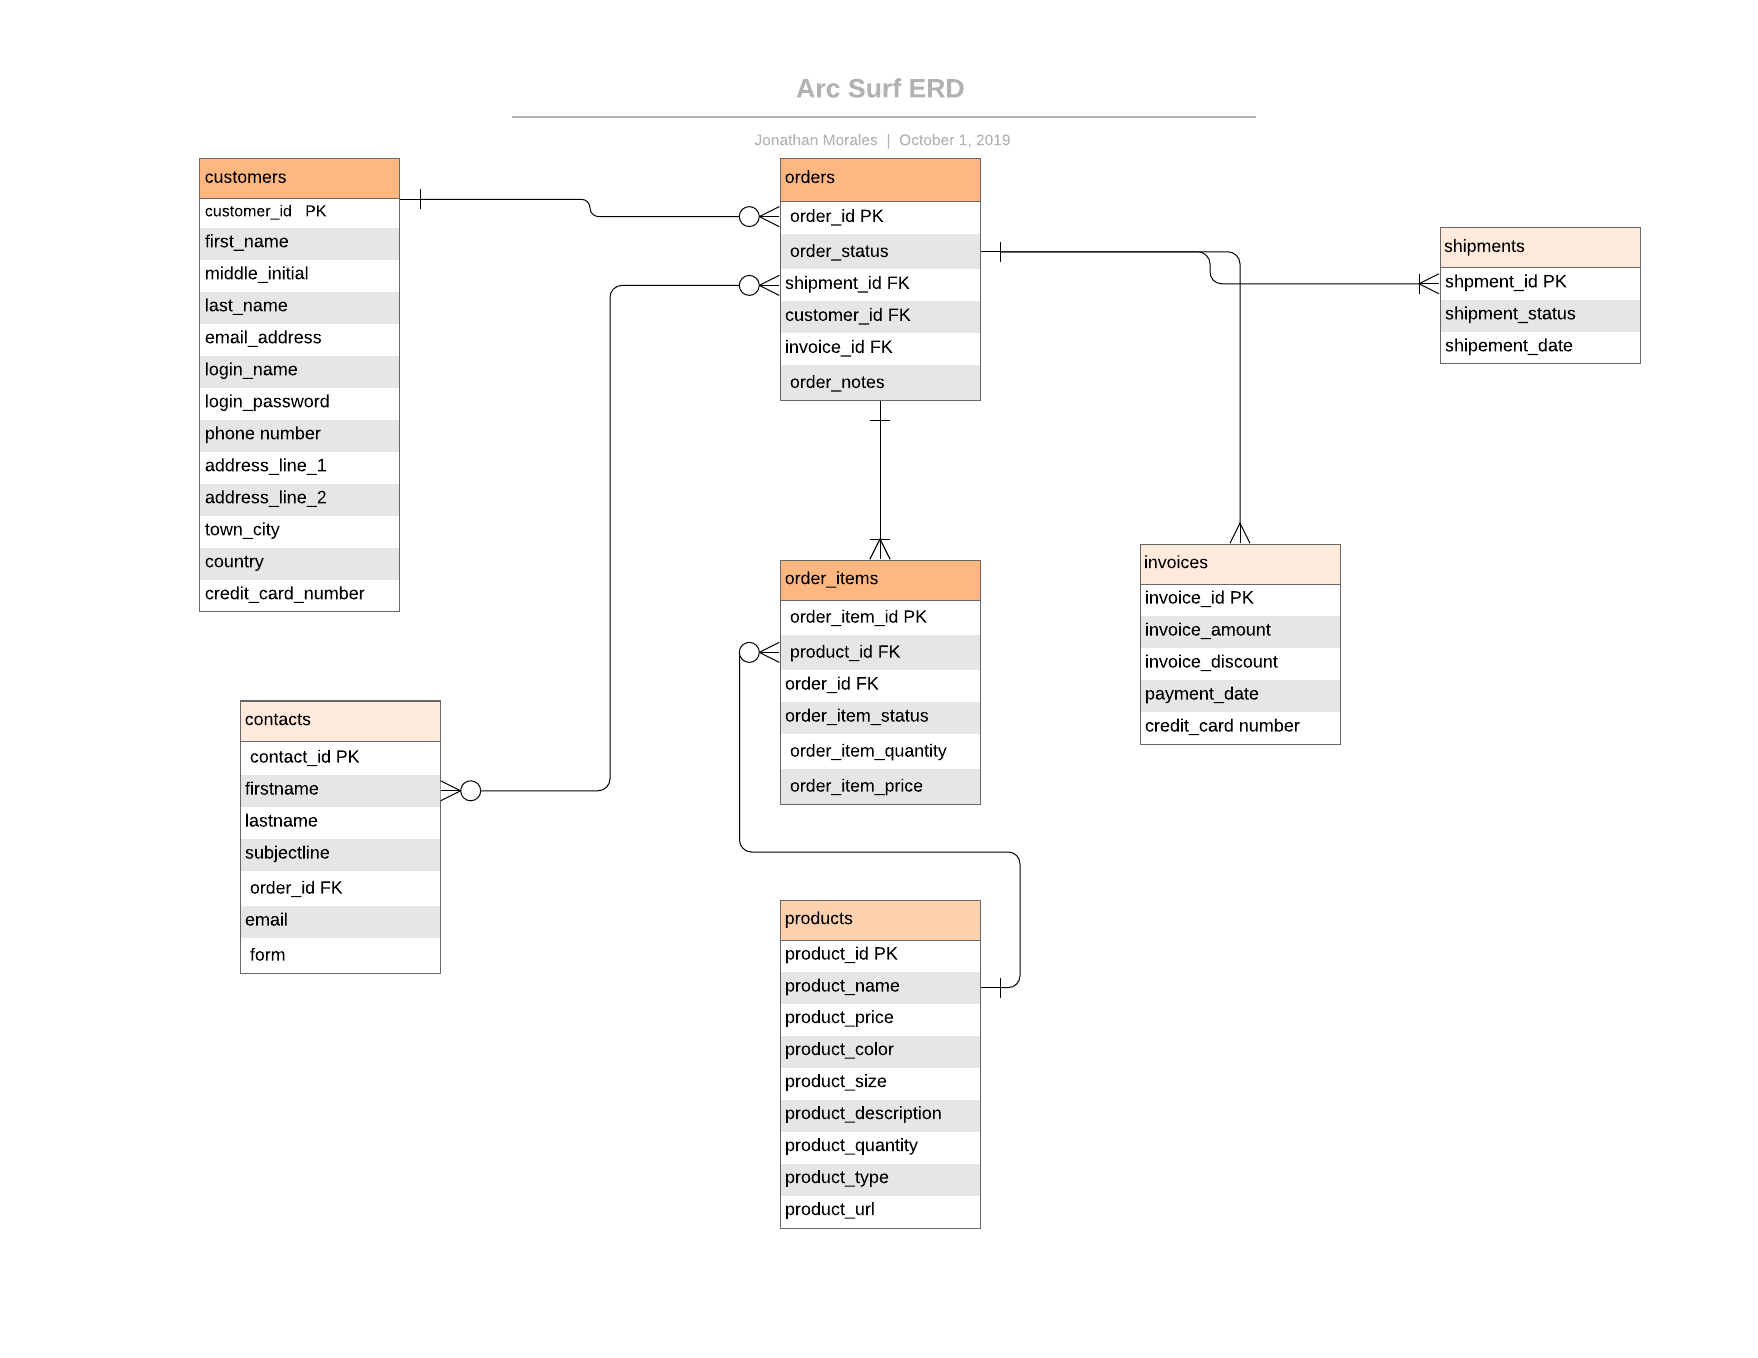 Arc Surf ERD
Jonathan Morales | October 1, 2019
customers
customer_id PK
first_name
middle_initial
last_name
email_address
login_name
login_password
phone number
address_line_1
address_line_2
town_city
country
credit_card_number
orders
order_id PK
order_status
shipment_id FK
customer_id FK
invoice_id FK
order_notes
shipments
shpment_id PK
shipment_status
shipement_date
order_items
order_item_id PK
product_id FK
order_id FK
order_item_status
order_item_quantity
order_item_price
invoices
invoice_id PK
invoice_amount
invoice_discount
payment_date
credit_card number
contacts
contact_id PK
firstname
lastname
subjectline
order_id FK
email
form
products
product_id PK
product_name
product_price
product_color
product_size
product_description
product_quantity
product_type
product_url